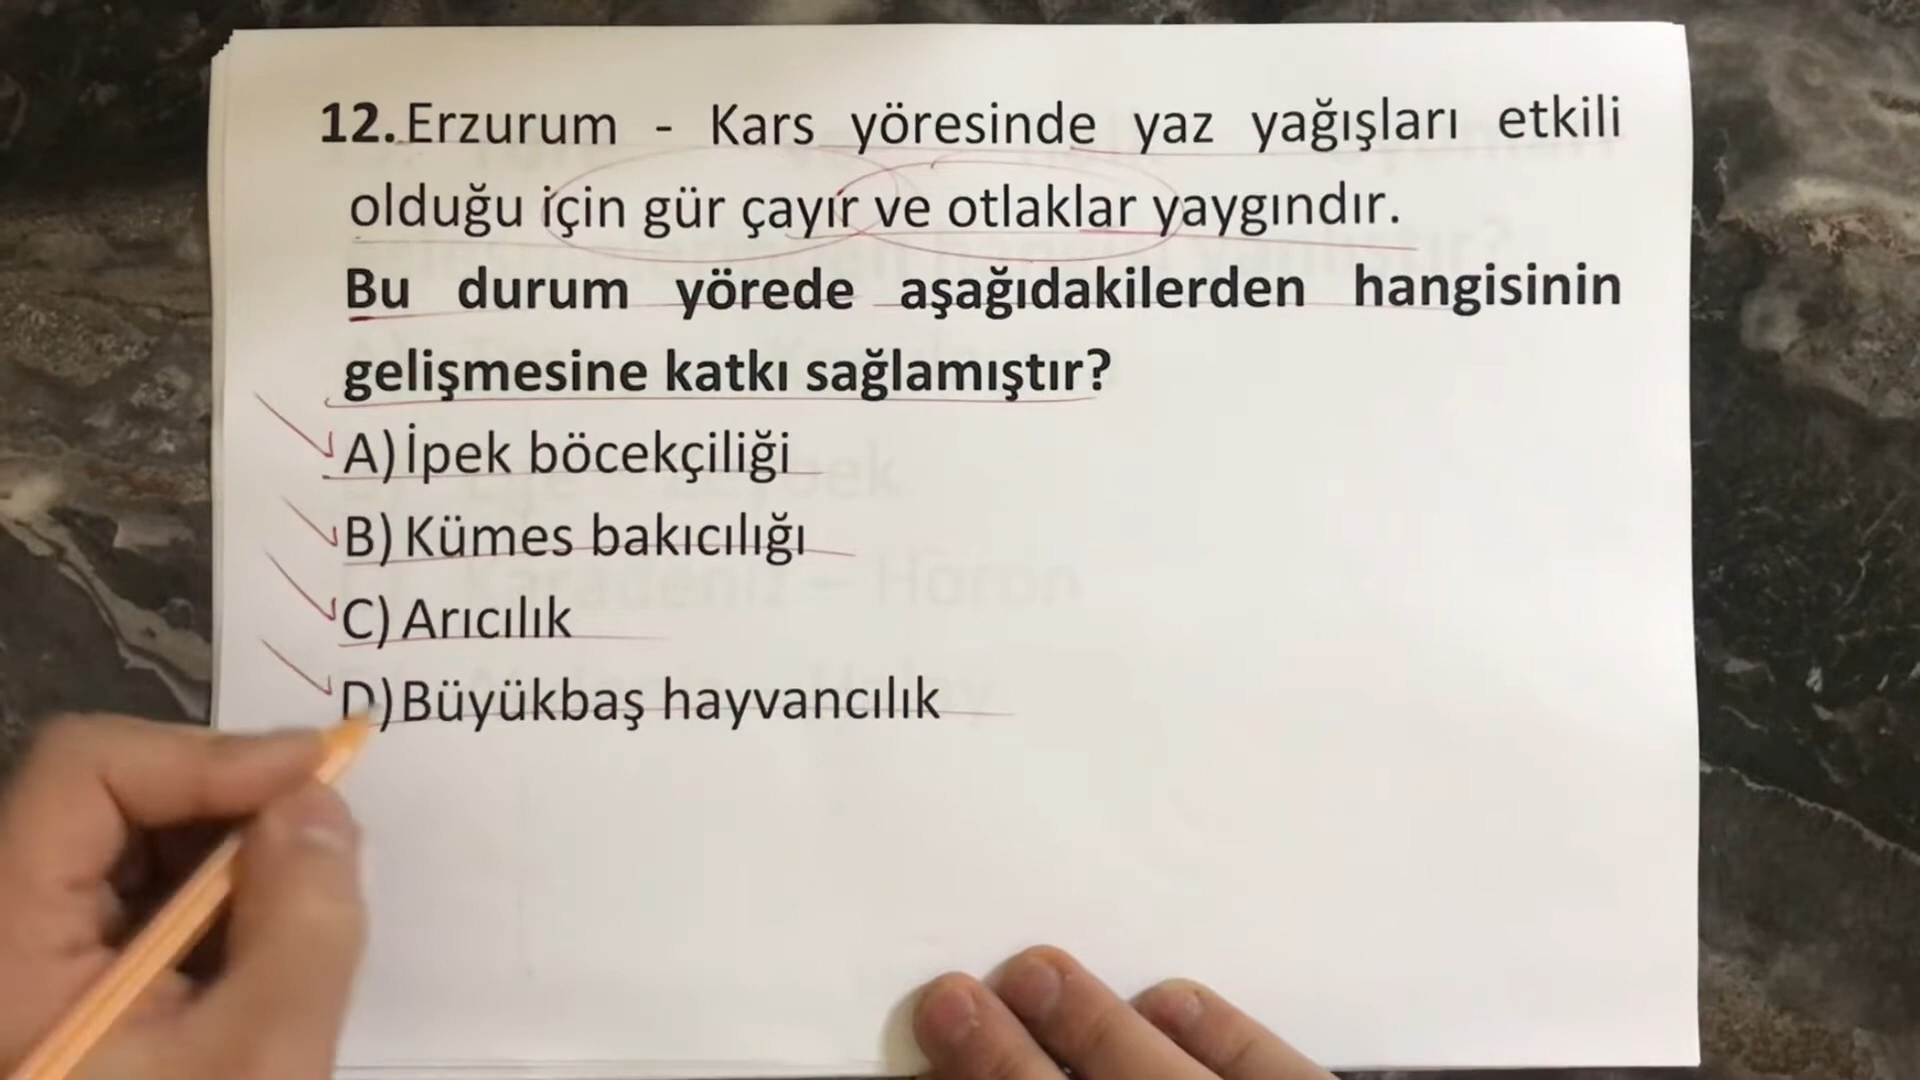 12. Erzurum - Kars yöresinde yaz yağışları etkili
olduğu için gür çayır ve otlaklar yaygındır.
Bu durum yörede aşağıdakilerden hangisinin
gelişmesine katkı sağlamıştır?
A) İpek böcekçiliği
B) Kümes bakıcılığı
C) Arıcılık
D) Büyükbaş hayvancılık